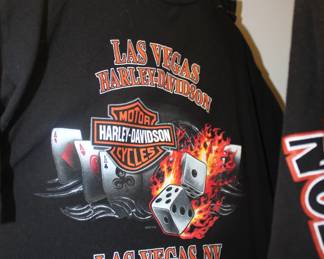 LAS VEGAS
HARLEY-DAVIDSON
MOTOR
HARLEY-DAVIDSON
CYCLES
LAS VEGAS, NV